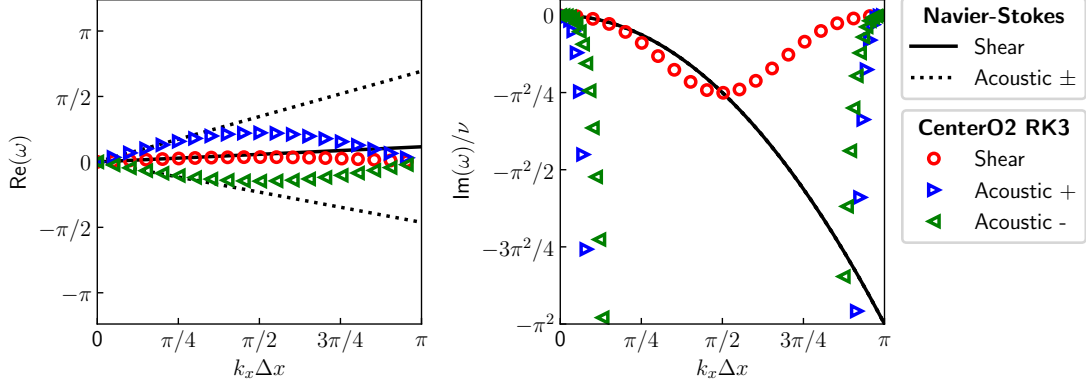 π
π/2
0
−π/2
−π
Re(ω)
0
π/4
π/2
3π/4
π
k_xΔx
0
−π²/4
−π²/2
−3π²/4
−π²
Im(ω)/ν
0
π/4
π/2
3π/4
π
k_xΔx
Navier-Stokes
Shear
Acoustic ±
CenterO2 RK3
Shear
Acoustic +
Acoustic -